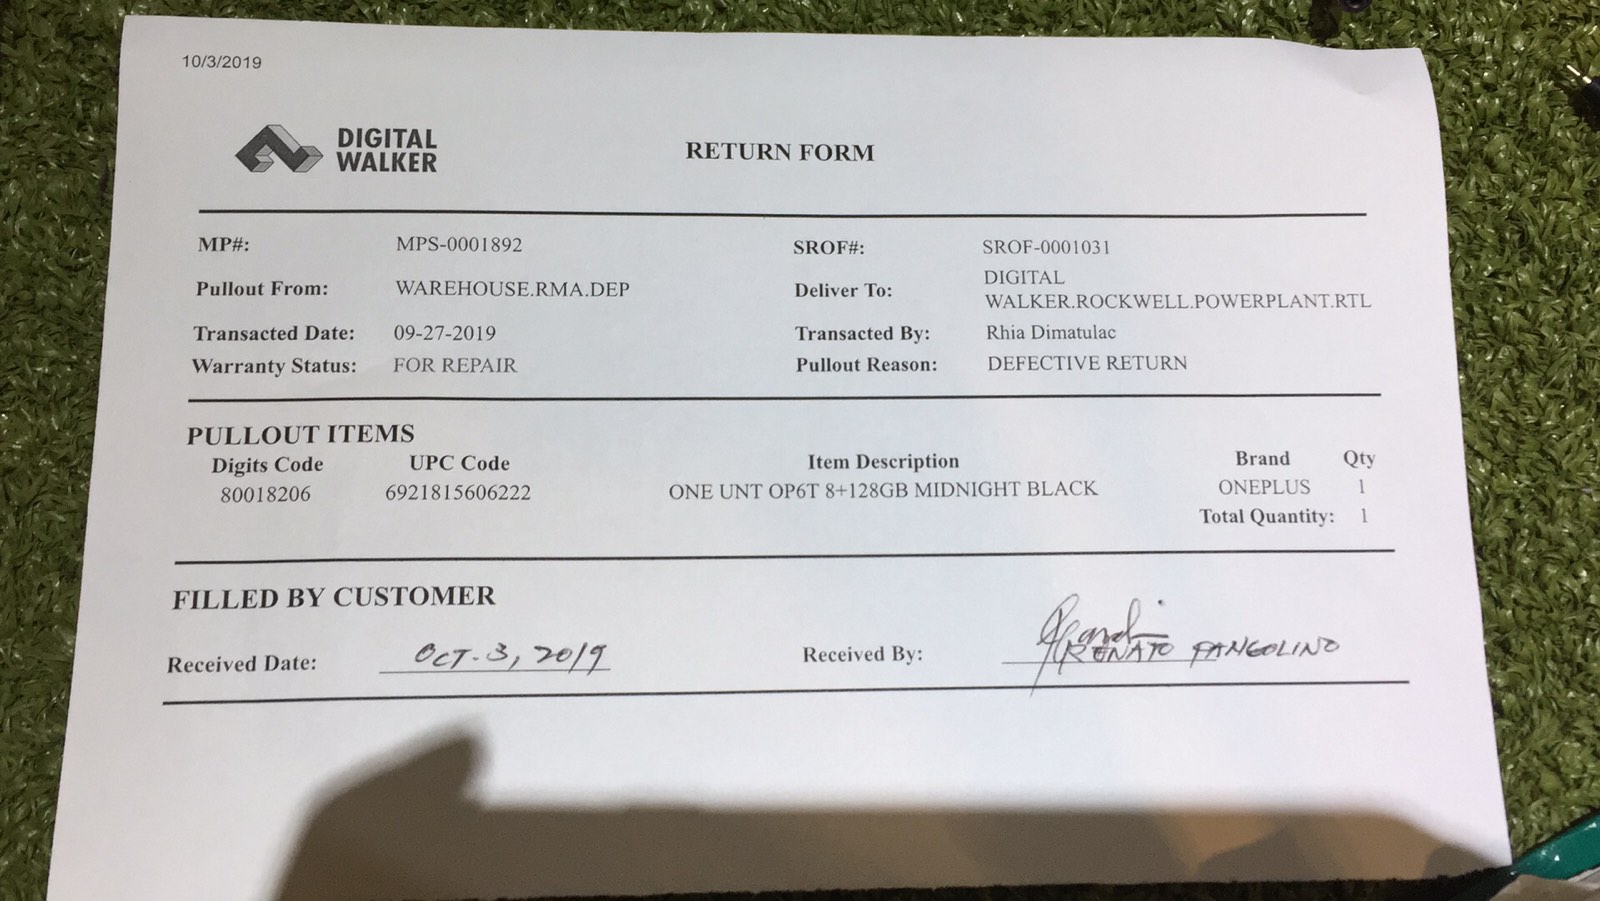 10/3/2019
DIGITAL
WALKER
RETURN FORM
MP#: MPS-0001892 SROF#: SROF-0001031
Pullout From: WAREHOUSE.RMA.DEP Deliver To: DIGITAL
WALKER.ROCKWELL.POWERPLANT.RTL
Transacted Date: 09-27-2019 Transacted By: Rhia Dimatulac
Warranty Status: FOR REPAIR Pullout Reason: DEFECTIVE RETURN
PULLOUT ITEMS
Digits Code UPC Code Item Description Brand Qty
80018206 6921815606222 ONE UNT OP6T 8+128GB MIDNIGHT BLACK ONEPLUS 1
Total Quantity: 1
FILLED BY CUSTOMER
Received Date: OCT. 3, 2019 Received By: RENATO PANGOLINO